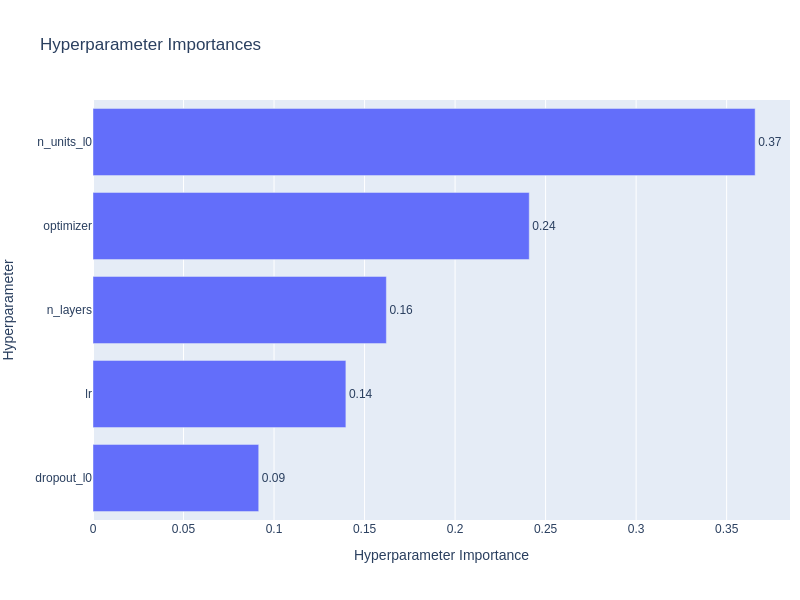 Hyperparameter Importances
n_units_l0
0.37
optimizer
0.24
n_layers
0.16
lr
0.14
dropout_l0
0.09
0
0.05
0.1
0.15
0.2
0.25
0.3
0.35
Hyperparameter Importance
Hyperparameter